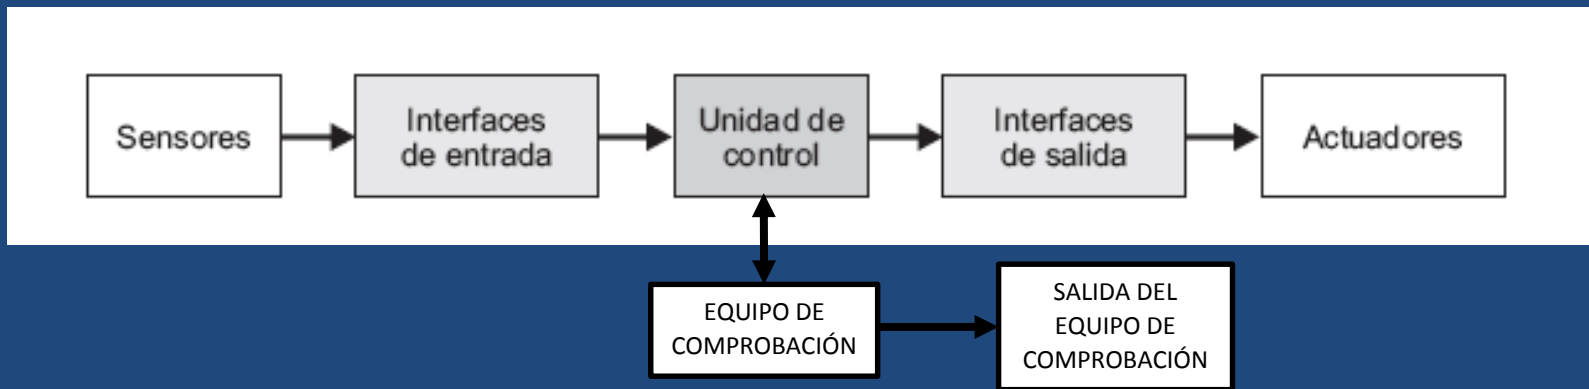 Sensores
Interfaces
de entrada
Unidad de
control
Interfaces
de salida
Actuadores
EQUIPO DE
COMPROBACIÓN
SALIDA DEL
EQUIPO DE
COMPROBACIÓN